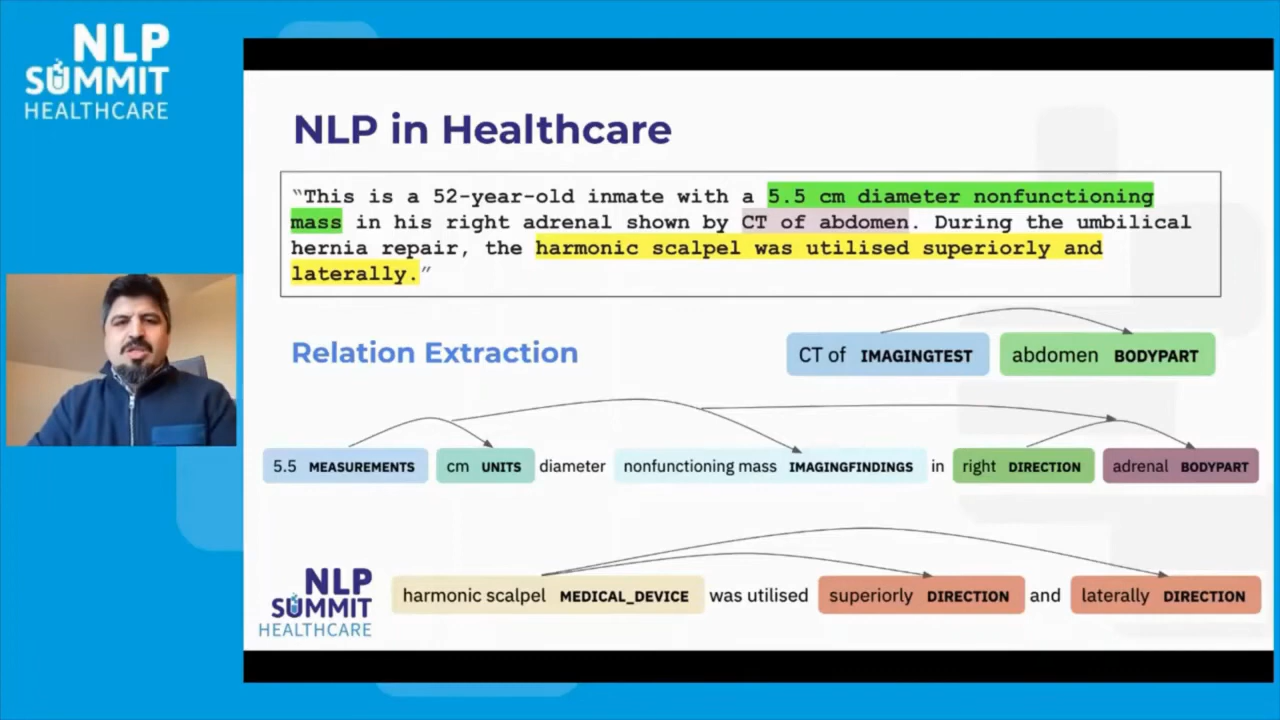 NLP
SUMMIT
HEALTHCARE
NLP in Healthcare
“This is a 52-year-old inmate with a 5.5 cm diameter nonfunctioning
mass in his right adrenal shown by CT of abdomen. During the umbilical
hernia repair, the harmonic scalpel was utilised superiorly and
laterally.”
Relation Extraction
CT of IMAGINGTEST abdomen BODYPART
5.5 MEASUREMENTS cm UNITS diameter nonfunctioning mass IMAGINGFINDINGS in right DIRECTION adrenal BODYPART
harmonic scalpel MEDICAL_DEVICE was utilised superiorly DIRECTION and laterally DIRECTION
NLP
SUMMIT
HEALTHCARE